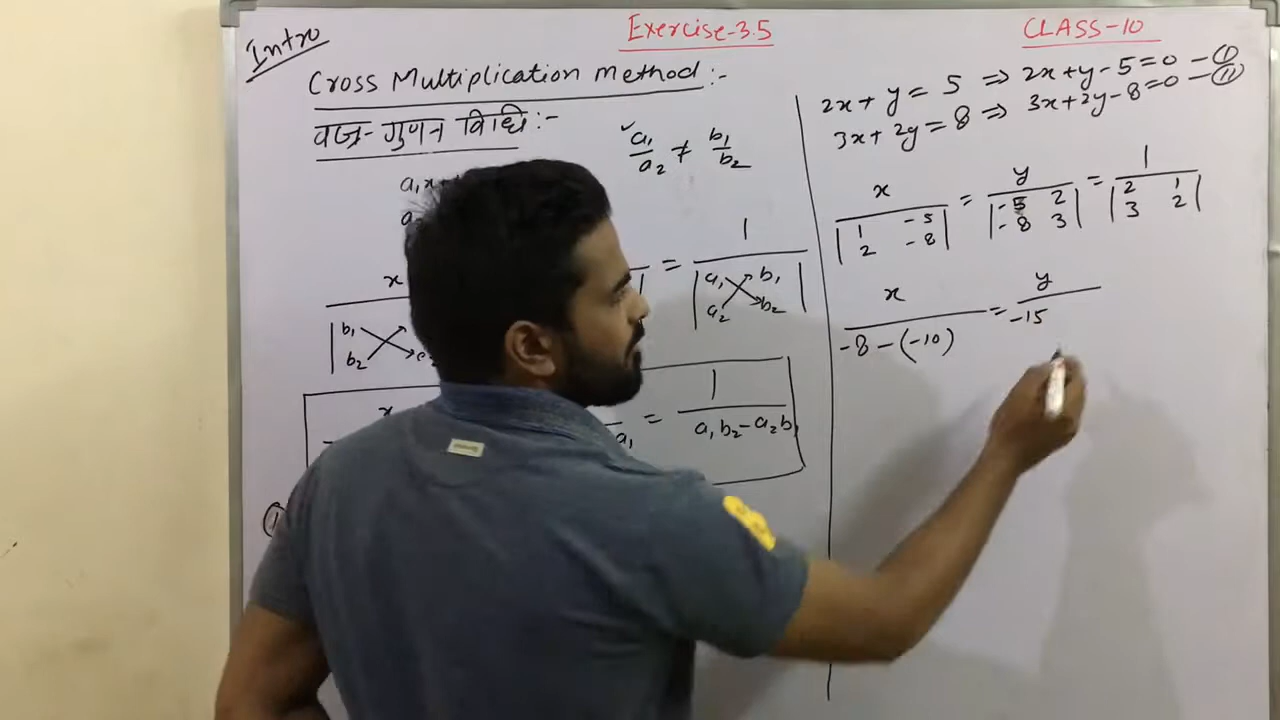 Intro
Exercise-3.5
CLASS-10
Cross Multiplication method:-
वज्र-गुणन विधि:-
a₁/a₂ ≠ b₁/b₂
a₁x
x
b₁
b₂
= 1
a₁ b₁
a₂ b₂
x
a₁ = 1
a₁b₂-a₂b₁
2x+y=5 ⇒ 2x+y-5=0 -Ⓘ
3x+2y=8 ⇒ 3x+2y-8=0 -Ⓘ Ⓘ
x = y = 1
|1 -5| |-5 2| |2 1|
|2 -8| |-8 3| |3 2|
x = y
-8-(-10) -15